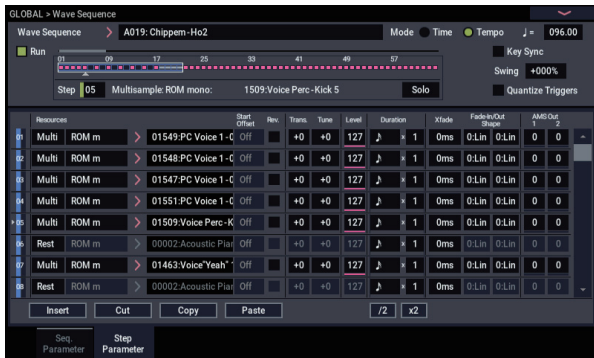 GLOBAL > Wave Sequence
Wave Sequence > A019: Chippem-Ho2 Mode Time Tempo ♩= 096.00
Run 01 09 17 25 33 41 49 57 Key Sync
Swing +000%
Step 05 Multisample: ROM mono: 1509:Voice Perc-Kick 5 Solo Quantize Triggers
Resources Start Offset Rev. Trans. Tune Level Duration Xfade Fade-In/Out Shape AMS Out 1 2
01 Multi ROM m > 01549:PC Voice 1-C Off +0 +0 127 ♪ x 1 0ms 0:Lin 0:Lin 0 0
02 Multi ROM m > 01548:PC Voice 1-C Off +0 +0 127 ♪ x 1 0ms 0:Lin 0:Lin 0 0
03 Multi ROM m > 01547:PC Voice 1-C Off +0 +0 127 ♪ x 1 0ms 0:Lin 0:Lin 0 0
04 Multi ROM m > 01551:PC Voice 1-C Off +0 +0 127 ♪ x 1 0ms 0:Lin 0:Lin 0 0
05 Multi ROM m > 01509:Voice Perc-K Off +0 +0 127 ♪ x 1 0ms 0:Lin 0:Lin 0 0
06 Rest ROM m > 00002:Acoustic Pian Off +0 +0 127 ♪ x 1 0ms 0:Lin 0:Lin 0 0
07 Multi ROM m > 01463:Voice"Yeah" Off +0 +0 127 ♪ x 1 0ms 0:Lin 0:Lin 0 0
08 Rest ROM m > 00002:Acoustic Pian Off +0 +0 127 ♪ x 1 0ms 0:Lin 0:Lin 0 0
Insert Cut Copy Paste /2 x2
Seq. Parameter
Step Parameter